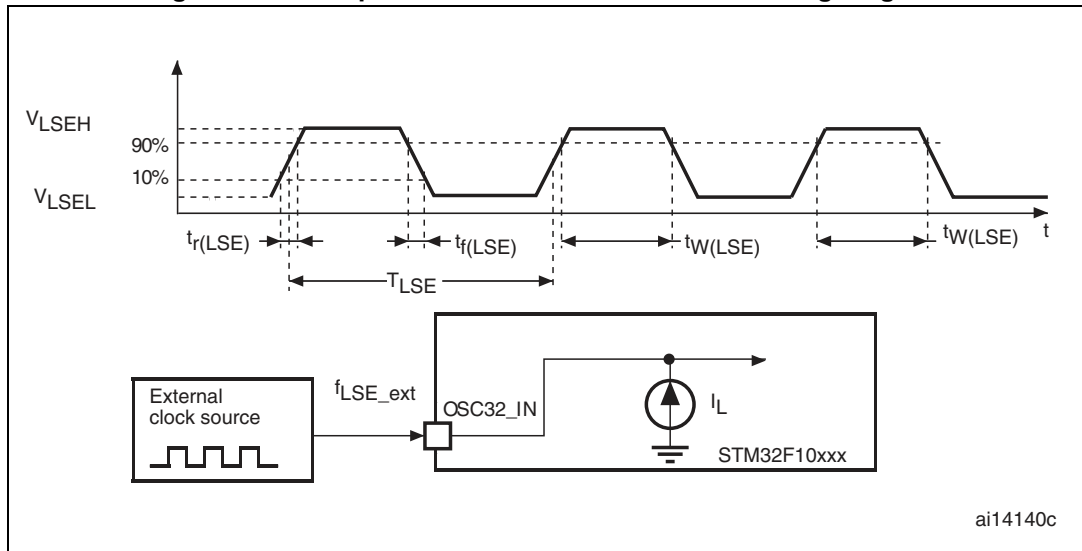 V_LSEH
90%
10%
V_LSEL
t_r(LSE)
t_f(LSE)
t_W(LSE)
t_W(LSE)
t
T_LSE
External
clock source
f_LSE_ext
OSC32_IN
I_L
STM32F10xxx
ai14140c